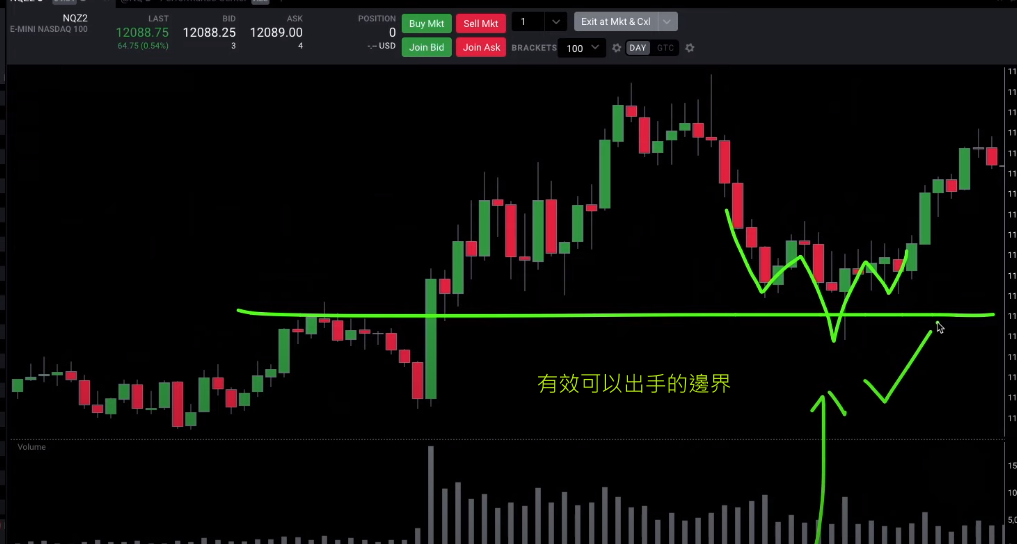 NQZ2
E-MINI NASDAQ 100
LAST
12088.75
64.75 (0.54%)
BID
12088.25
3
ASK
12089.00
4
POSITION
0
-.-- USD
Buy Mkt
Sell Mkt
1
Exit at Mkt & Cxl
Join Bid
Join Ask
BRACKETS
100
DAY
GTC
有效可以出手的邊界
Volume